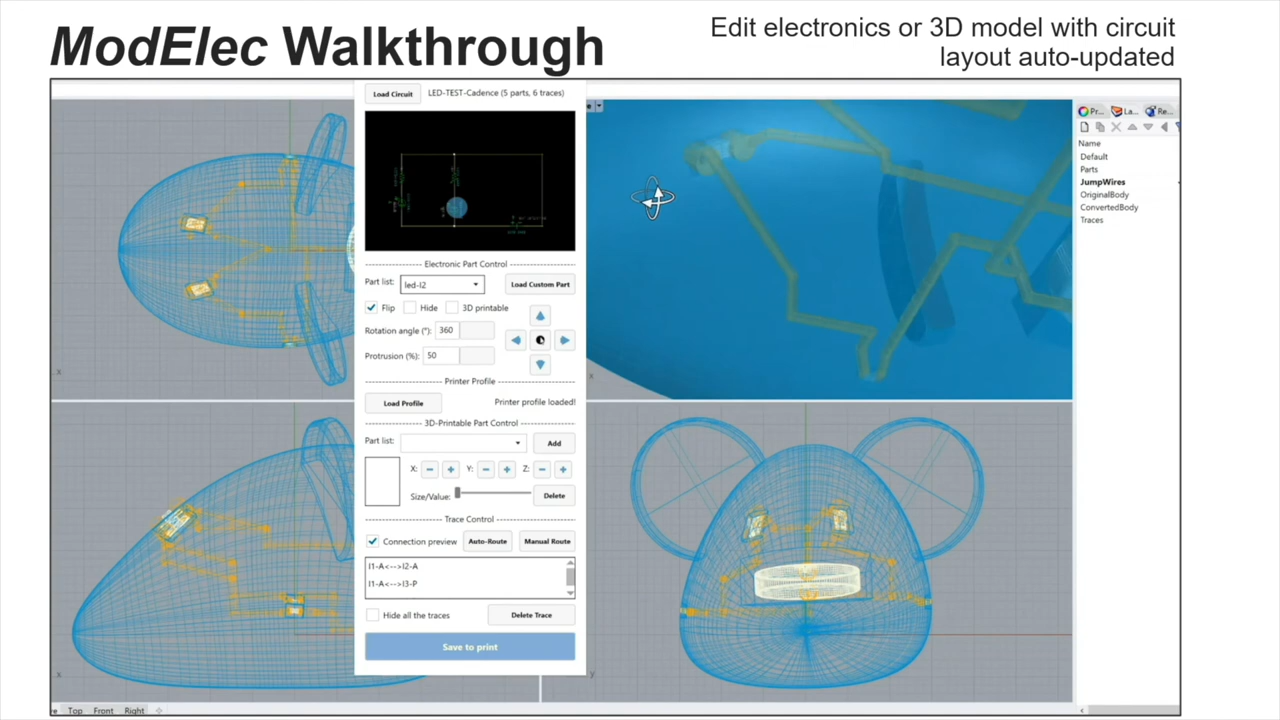 ModElec Walkthrough
Edit electronics or 3D model with circuit
layout auto-updated
Load Circuit
LED-TEST-Cadence (5 parts, 6 traces)
Electronic Part Control
Part list:
led-I2
Load Custom Part
Flip
Hide
3D printable
Rotation angle (°):
360
Protrusion (%):
50
Printer Profile
Load Profile
Printer profile loaded!
3D-Printable Part Control
Part list:
Add
X:
Y:
Z:
Size/Value:
Delete
Trace Control
Connection preview
Auto-Route
Manual Route
I1-A<-->I2-A
I1-A<-->I3-P
Hide all the traces
Delete Trace
Save to print
Pr...
La...
Re...
Name
Default
Parts
JumpWires
OriginalBody
ConvertedBody
Traces
x
x
x
y
Top
Front
Right